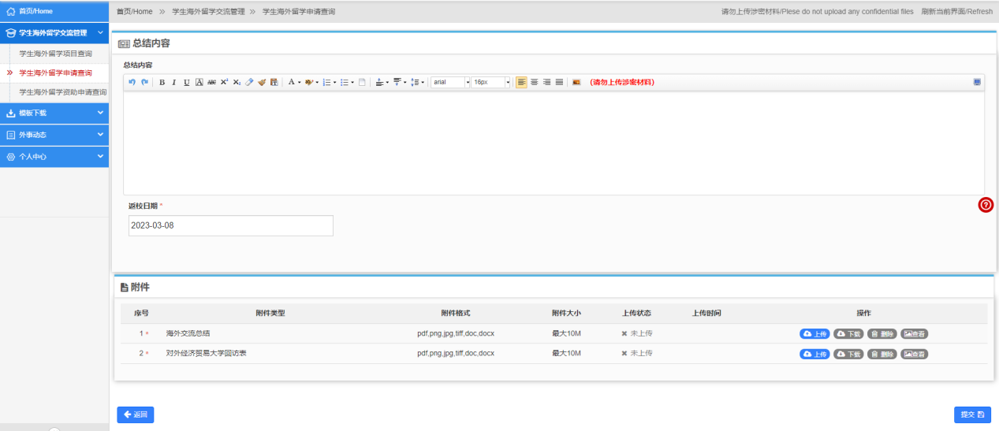 首页/Home
首页/Home >> 学生海外留学交流管理 >> 学生海外留学申请查询
请勿上传涉密材料/Plese do not upload any confidential files 刷新当前界面/Refresh
学生海外留学交流管理
学生海外留学项目查询
学生海外留学申请查询
学生海外留学资助申请查询
模板下载
外事动态
个人中心
总结内容
总结内容
B I U A ABC X² X₂ A arial 16px (请勿上传涉密材料)
返校日期 *
2023-03-08
附件
序号 附件类型 附件格式 附件大小 上传状态 上传时间 操作
1 * 海外交流总结 pdf,png,jpg,tiff,doc,docx 最大10M ✖ 未上传 上传 下载 删除 查看
2 * 对外经济贸易大学回访表 pdf,png,jpg,tiff,doc,docx 最大10M ✖ 未上传 上传 下载 删除 查看
返回
提交